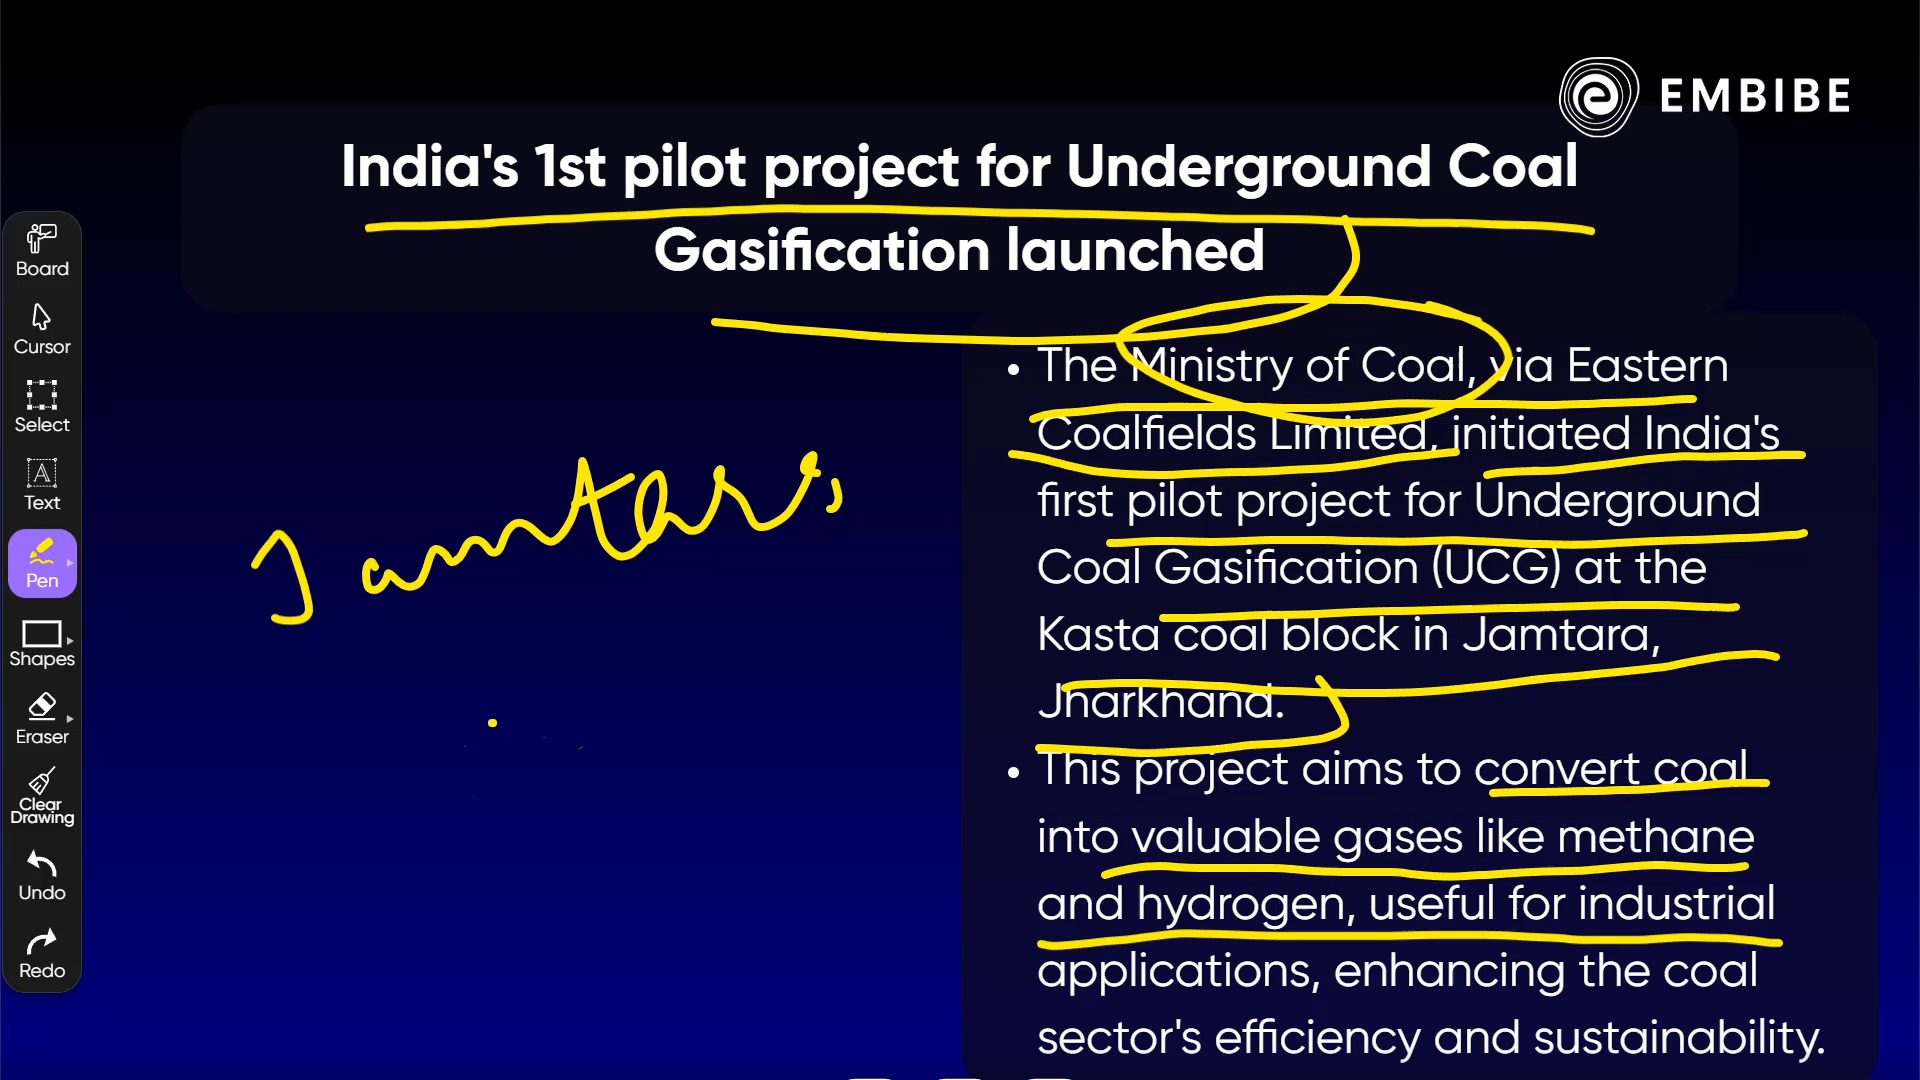 EMBIBE
India's 1st pilot project for Underground Coal
Gasification launched
Board
Cursor
Select
Text
Pen
Shapes
Eraser
Clear
Drawing
Undo
Redo
Jamtara,
• The Ministry of Coal, via Eastern
Coalfields Limited, initiated India's
first pilot project for Underground
Coal Gasification (UCG) at the
Kasta coal block in Jamtara,
Jharkhand.
• This project aims to convert coal
into valuable gases like methane
and hydrogen, useful for industrial
applications, enhancing the coal
sector's efficiency and sustainability.